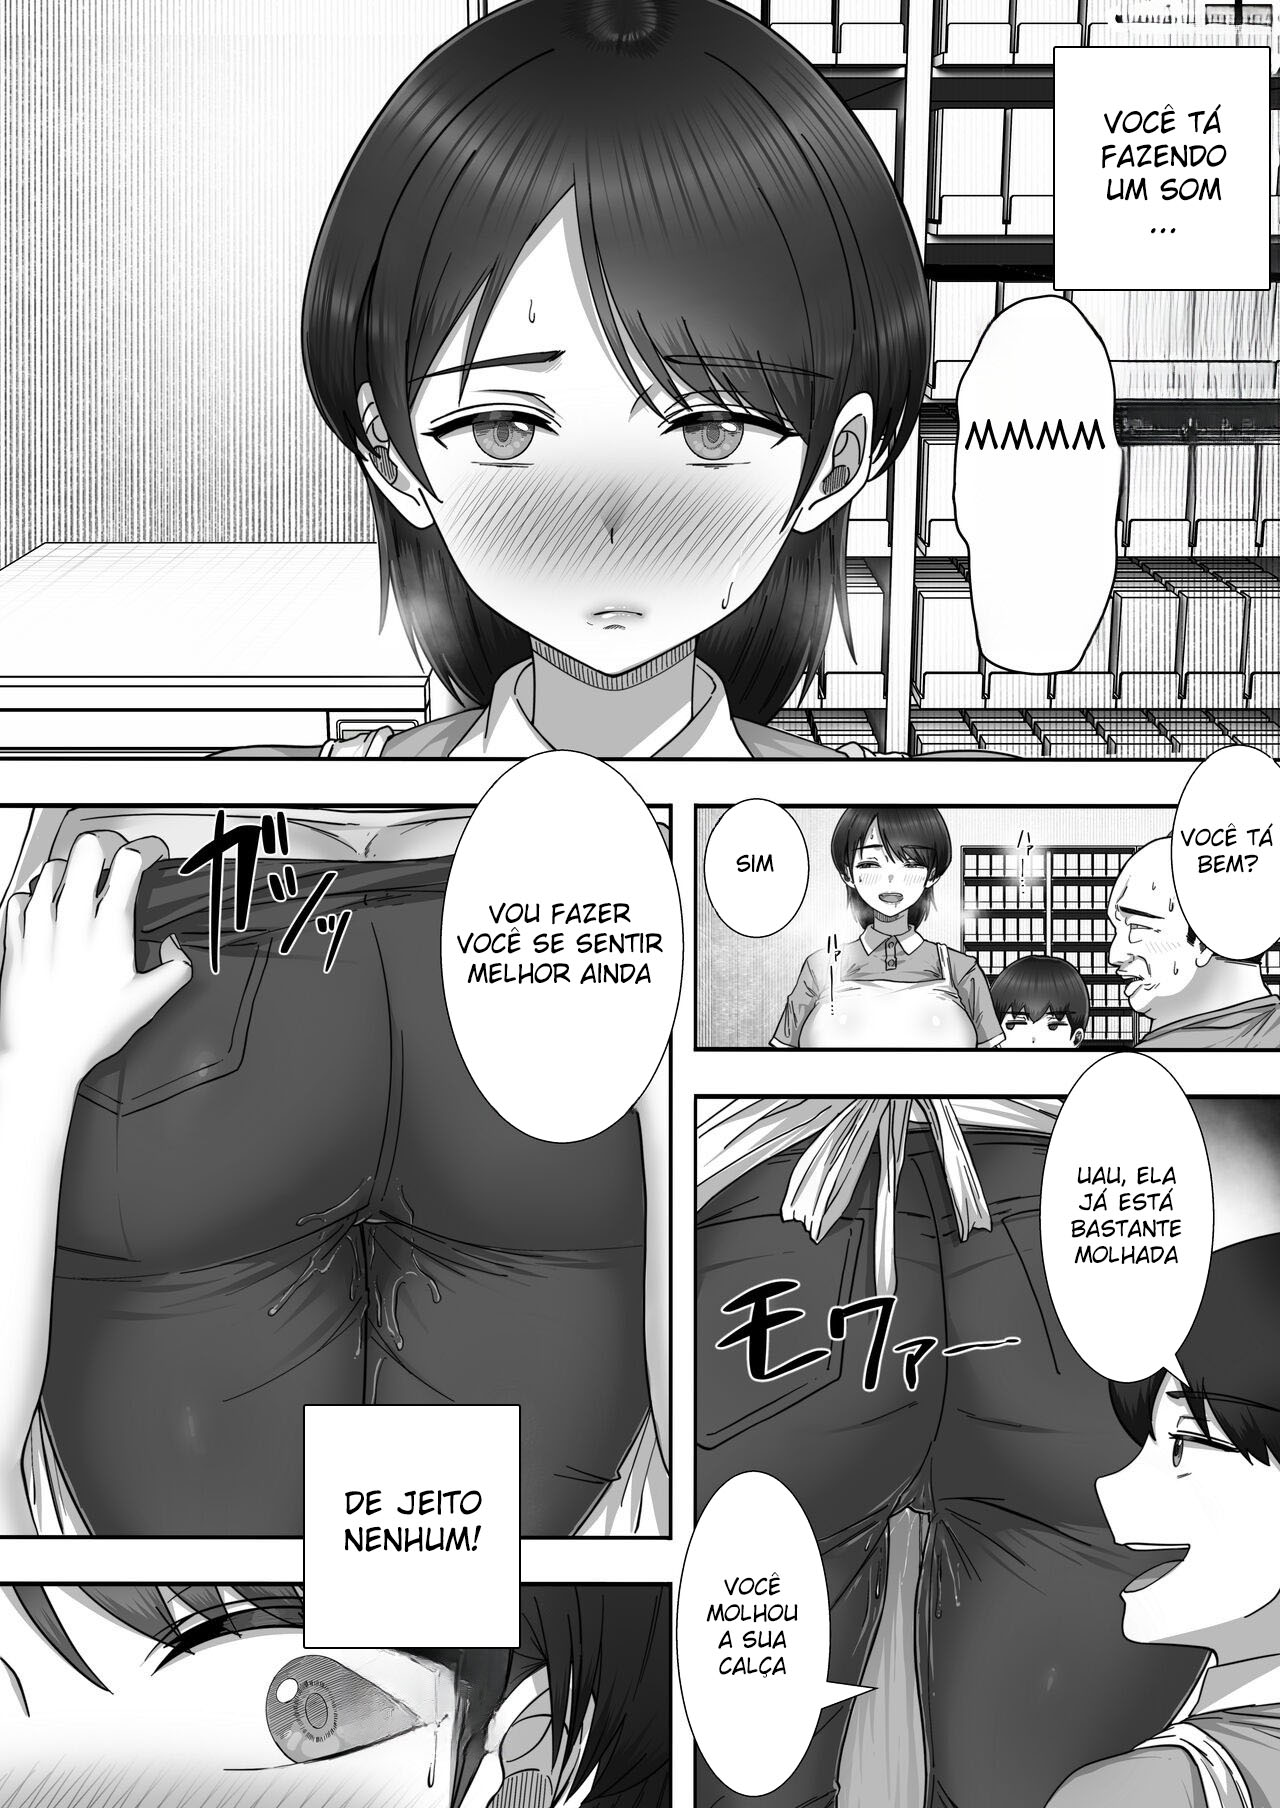 VOCÊ TÁ
FAZENDO
UM SOM
...
MMMM
VOCÊ TÁ
BEM?
SIM
ガッ
VOU FAZER
VOCÊ SE SENTIR
MELHOR AINDA
UAU, ELA
JÁ ESTÁ
BASTANTE
MOLHADA
モワァー
VOCÊ
MOLHOU
A SUA
CALÇA
DE JEITO
NENHUM!